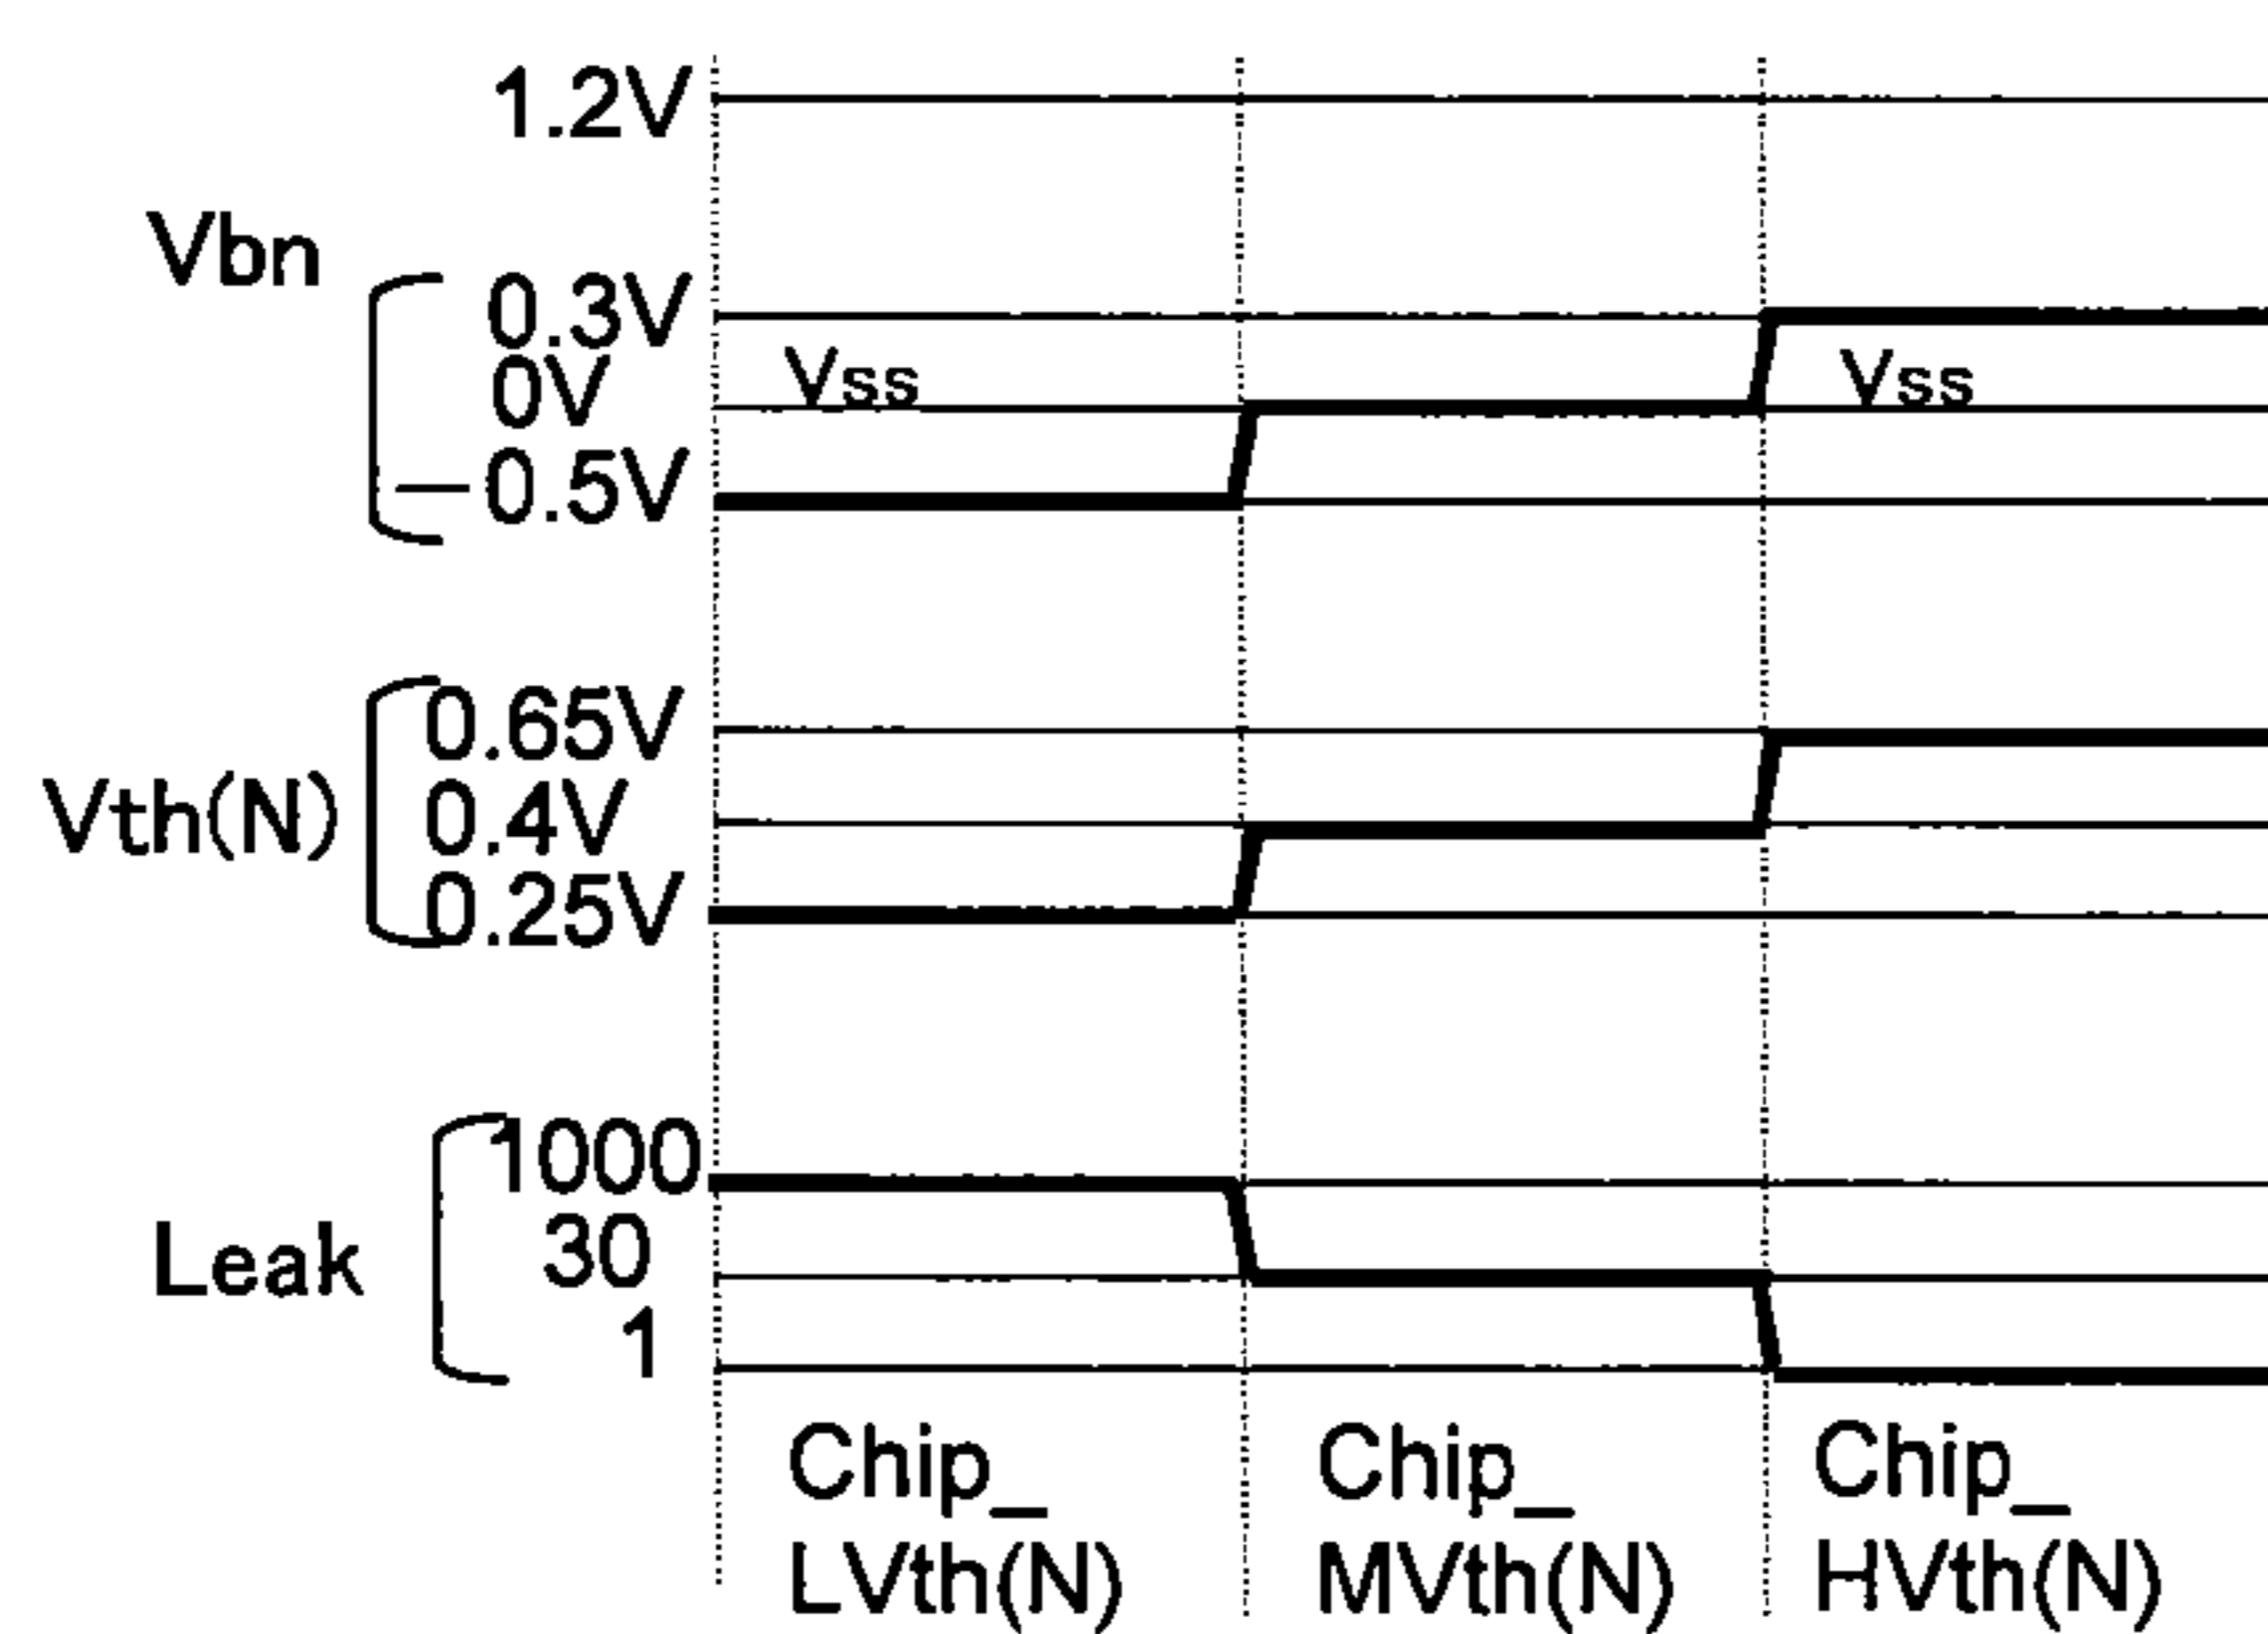 1.2V
Vbn
0.3V
0V
Vss
Vss
−0.5V
0.65V
Vth(N)
0.4V
0.25V
1000
30
Leak
1
Chip_
LVth(N)
Chip_
MVth(N)
Chip_
HVth(N)